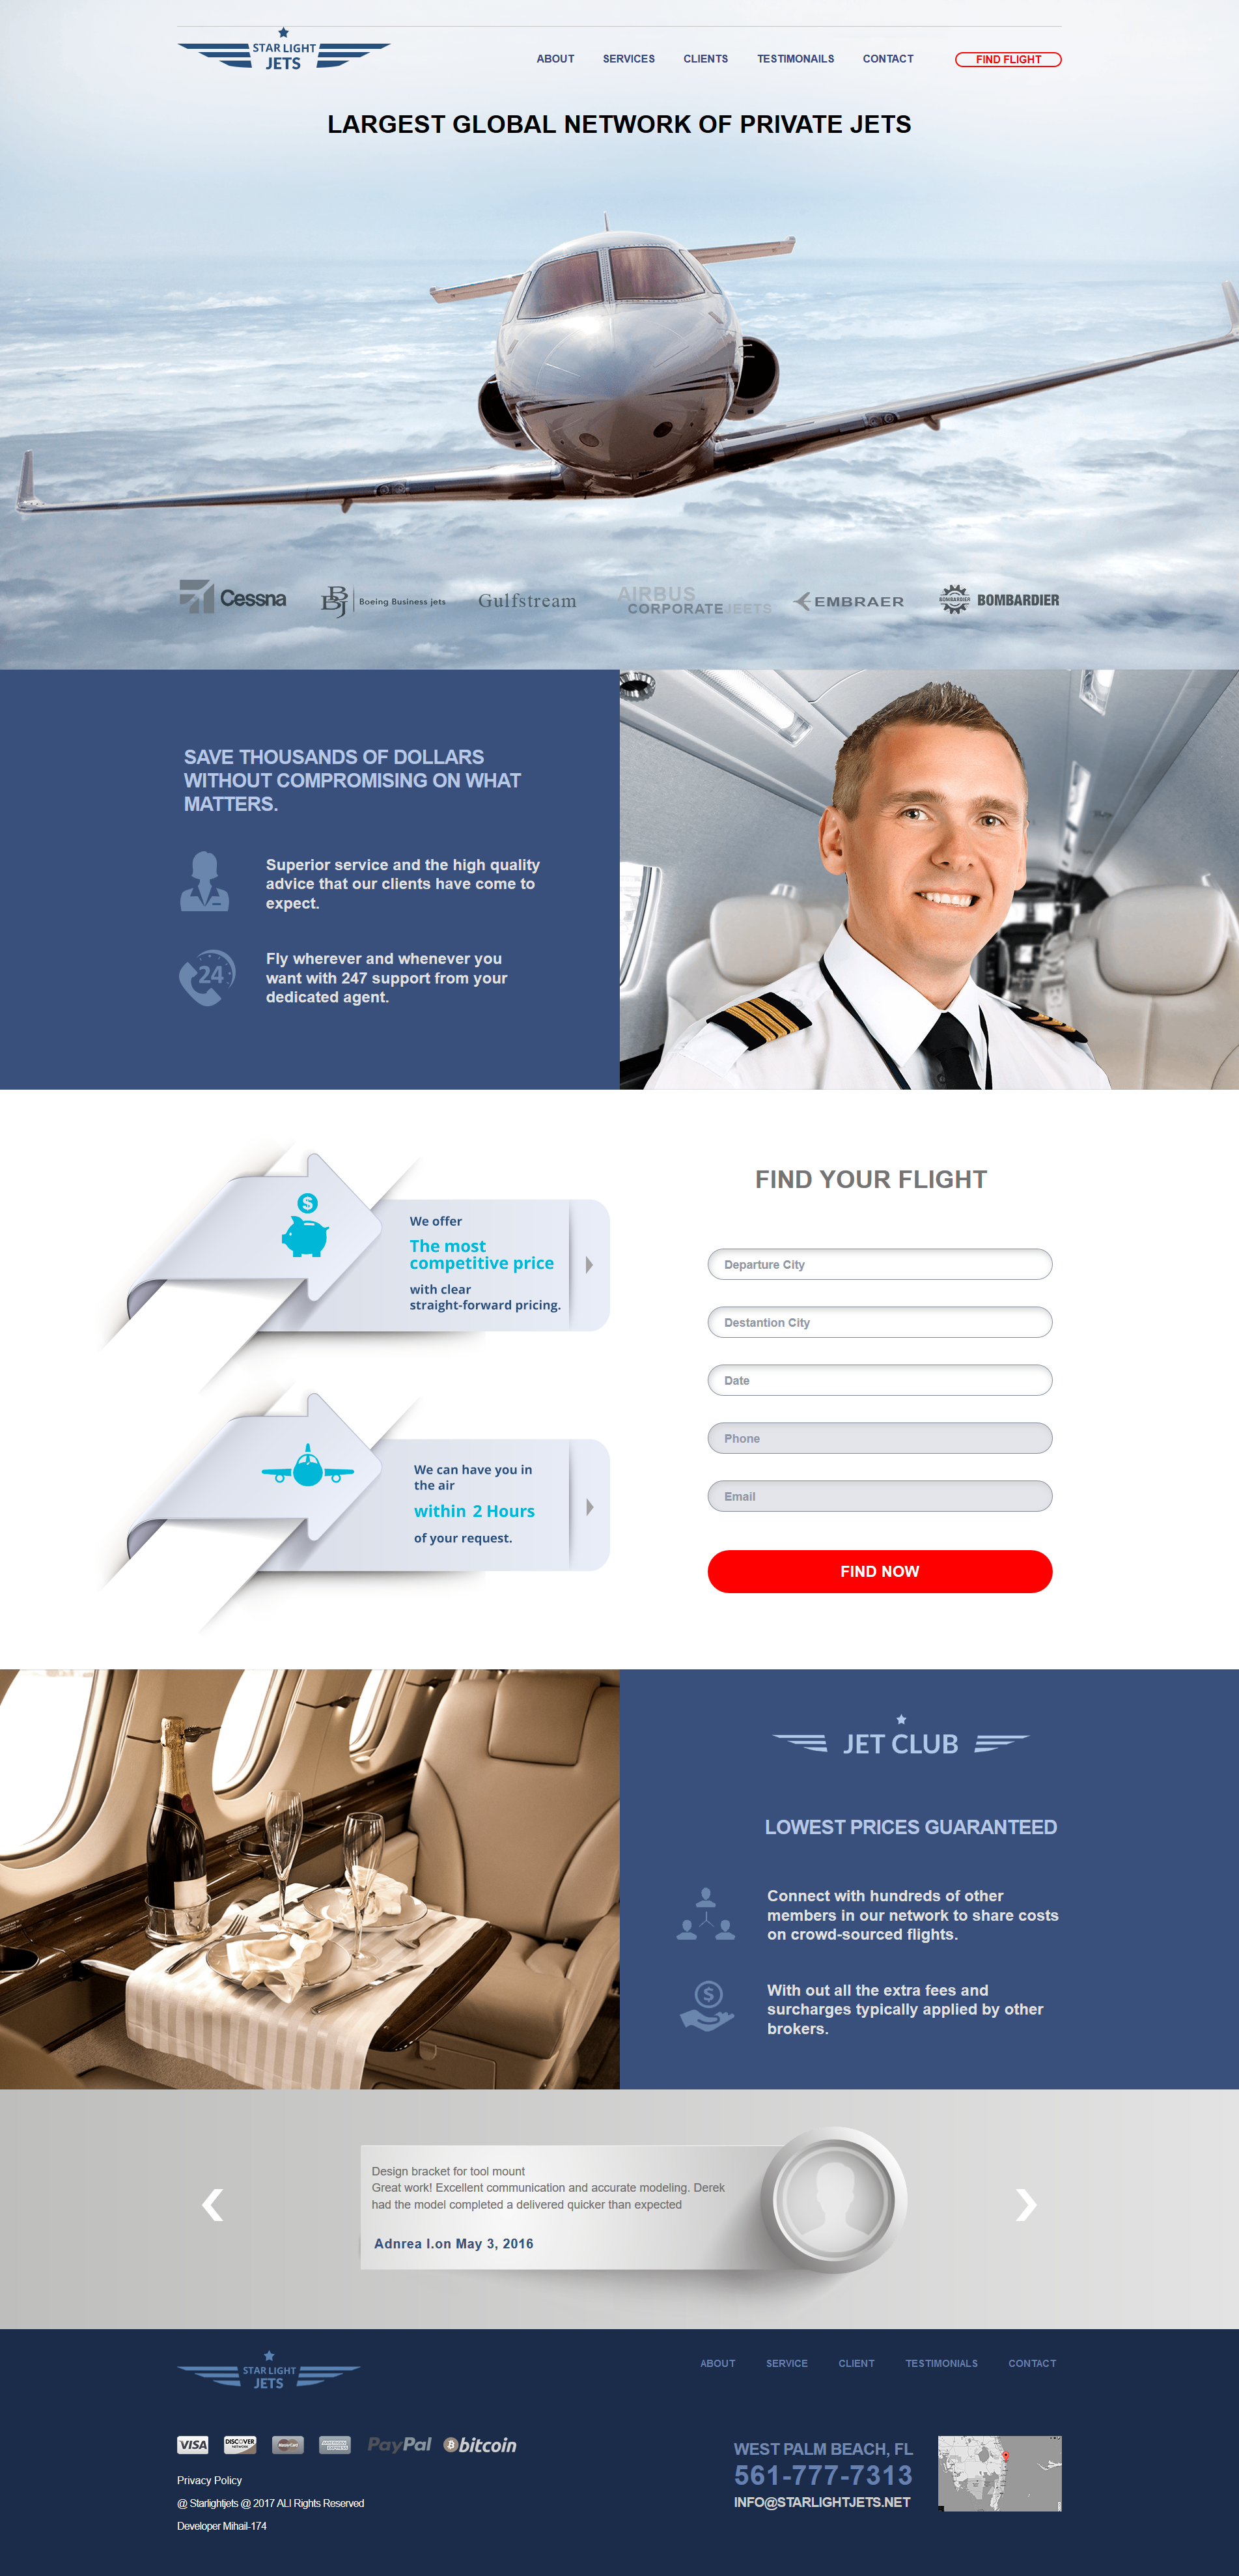 STAR LIGHT
JETS
ABOUT SERVICES CLIENTS TESTIMONAILS CONTACT FIND FLIGHT
LARGEST GLOBAL NETWORK OF PRIVATE JETS
Cessna
BBJ Boeing Business jets
Gulfstream
AIRBUS
CORPORATEJEETS
EMBRAER
BOMBARDIER BOMBARDIER
SAVE THOUSANDS OF DOLLARS
WITHOUT COMPROMISING ON WHAT
MATTERS.
Superior service and the high quality
advice that our clients have come to
expect.
24
Fly wherever and whenever you
want with 247 support from your
dedicated agent.
$
We offer
The most
competitive price
with clear
straight-forward pricing.
We can have you in
the air
within 2 Hours
of your request.
FIND YOUR FLIGHT
Departure City
Destantion City
Date
Phone
Email
FIND NOW
JET CLUB
LOWEST PRICES GUARANTEED
Connect with hundreds of other
members in our network to share costs
on crowd-sourced flights.
$
With out all the extra fees and
surcharges typically applied by other
brokers.
Design bracket for tool mount
Great work! Excellent communication and accurate modeling. Derek
had the model completed a delivered quicker than expected
Adnrea I.on May 3, 2016
STAR LIGHT
JETS
ABOUT SERVICE CLIENT TESTIMONIALS CONTACT
VISA DISCOVER NETWORK MasterCard AMERICAN EXPRESS PayPal bitcoin
Privacy Policy
@ Starlightjets @ 2017 ALl Rights Reserved
Developer Mihail-174
WEST PALM BEACH, FL
561-777-7313
INFO@STARLIGHTJETS.NET